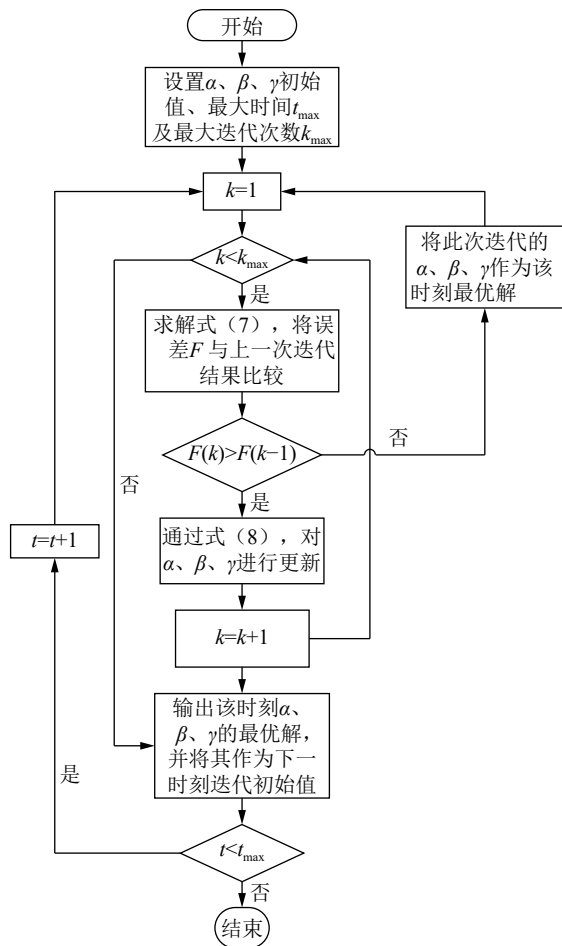 开始
设置α、β、γ初始
值、最大时间tmax
及最大迭代次数kmax
k=1
将此次迭代的
α、β、γ作为该
时刻最优解
k<kmax
是
求解式（7），将误
差F 与上一次迭代
结果比较
F(k)>F(k−1)
否
否
是
t=t+1
通过式（8），对
α、β、γ进行更新
k=k+1
输出该时刻α、
β、γ的最优解，
并将其作为下一
时刻迭代初始值
是
t<tmax
否
结束